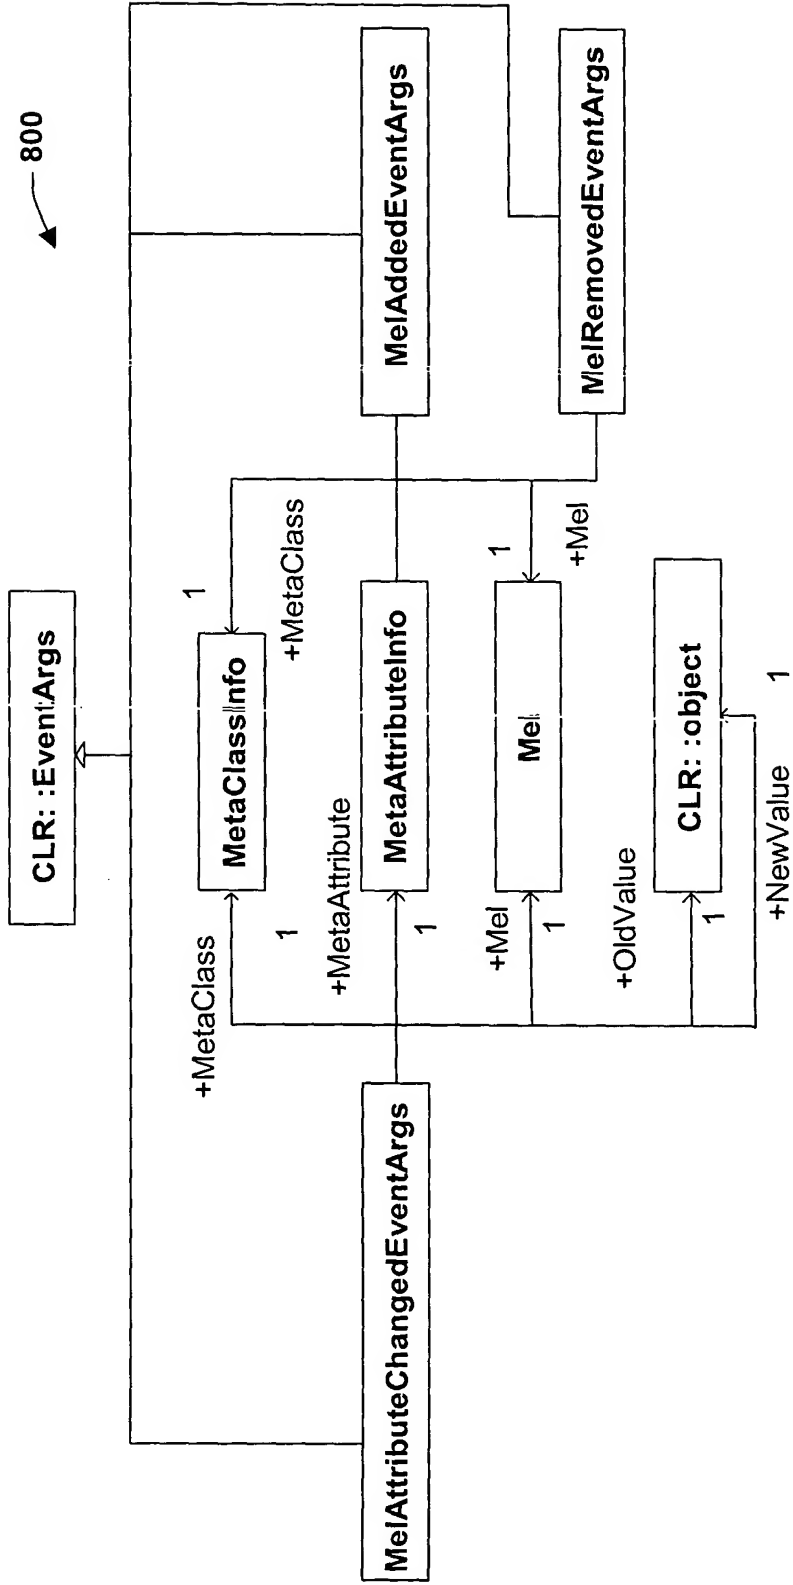 800
CLR: :EventArgs
+MetaClass
1
MetaClassInfo
1
+MetaClass
+MetaAttribute
1
MelAttributeChangedEventArgs
MetaAttributeInfo
MelAddedEventArgs
+Mel
1
Mel
1
+Mel
MelRemovedEventArgs
+OldValue
1
CLR: :object
+NewValue
1